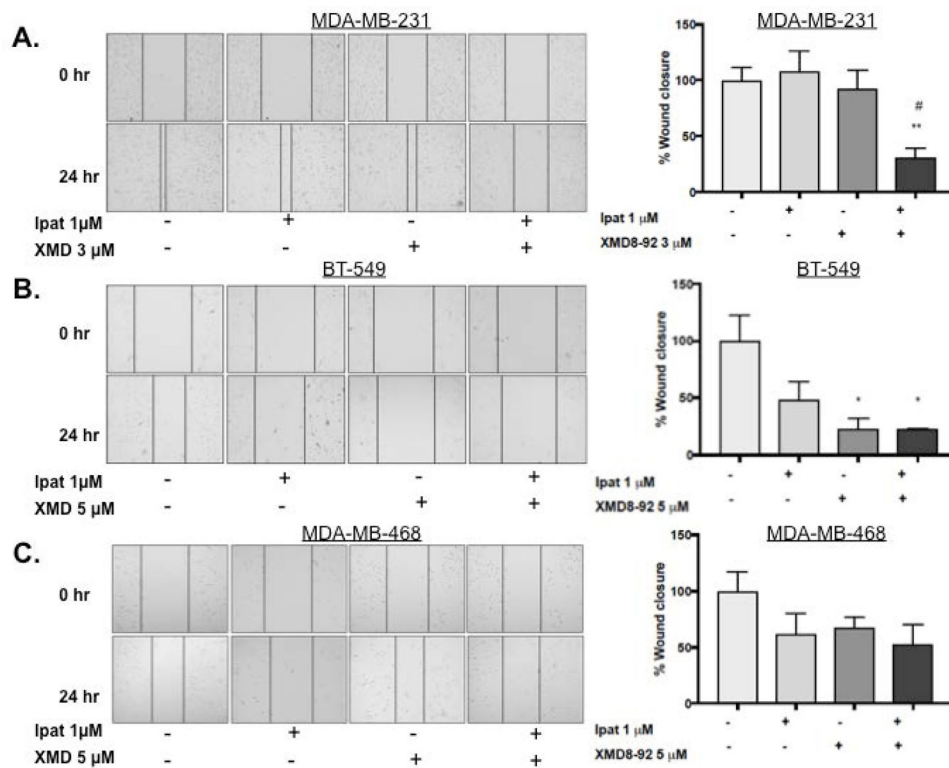 A.
MDA-MB-231
0 hr
24 hr
Ipat 1µM - + - +
XMD 3 µM - - + +
MDA-MB-231
% Wound closure
150
100
50
0
#
**
Ipat 1 µM - + - +
XMD8-92 3 µM - - + +
B.
BT-549
0 hr
24 hr
Ipat 1µM - + - +
XMD 5 µM - - + +
BT-549
% Wound closure
150
100
50
0
* *
Ipat 1 µM - + - +
XMD8-92 5 µM - - + +
C.
MDA-MB-468
0 hr
24 hr
Ipat 1µM - + - +
XMD 5 µM - - + +
MDA-MB-468
% Wound closure
150
100
50
0
Ipat 1 µM - + - +
XMD8-92 5 µM - - + +